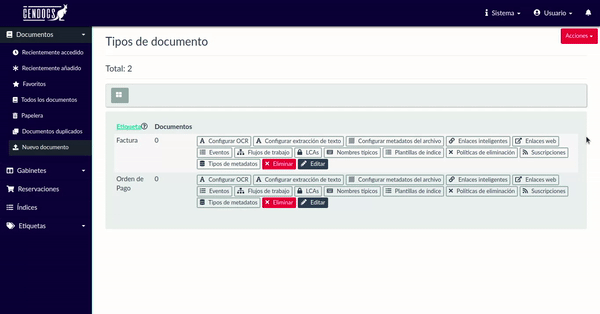 GENDOCS
Sistema
Usuario
Documentos
Recientemente accedido
Recientemente añadido
Favoritos
Todos los documentos
Papelera
Documentos duplicados
Nuevo documento
Gabinetes
Reservaciones
Índices
Etiquetas
Tipos de documento
Acciones
Total: 2
Etiqueta Documentos
Factura 0 Configurar OCR Configurar extracción de texto Configurar metadatos del archivo Enlaces inteligentes Enlaces web
Eventos Flujos de trabajo LCAs Nombres típicos Plantillas de índice Políticas de eliminación Suscripciones
Tipos de metadatos Eliminar Editar
Orden de Pago 0 Configurar OCR Configurar extracción de texto Configurar metadatos del archivo Enlaces inteligentes Enlaces web
Eventos Flujos de trabajo LCAs Nombres típicos Plantillas de índice Políticas de eliminación Suscripciones
Tipos de metadatos Eliminar Editar